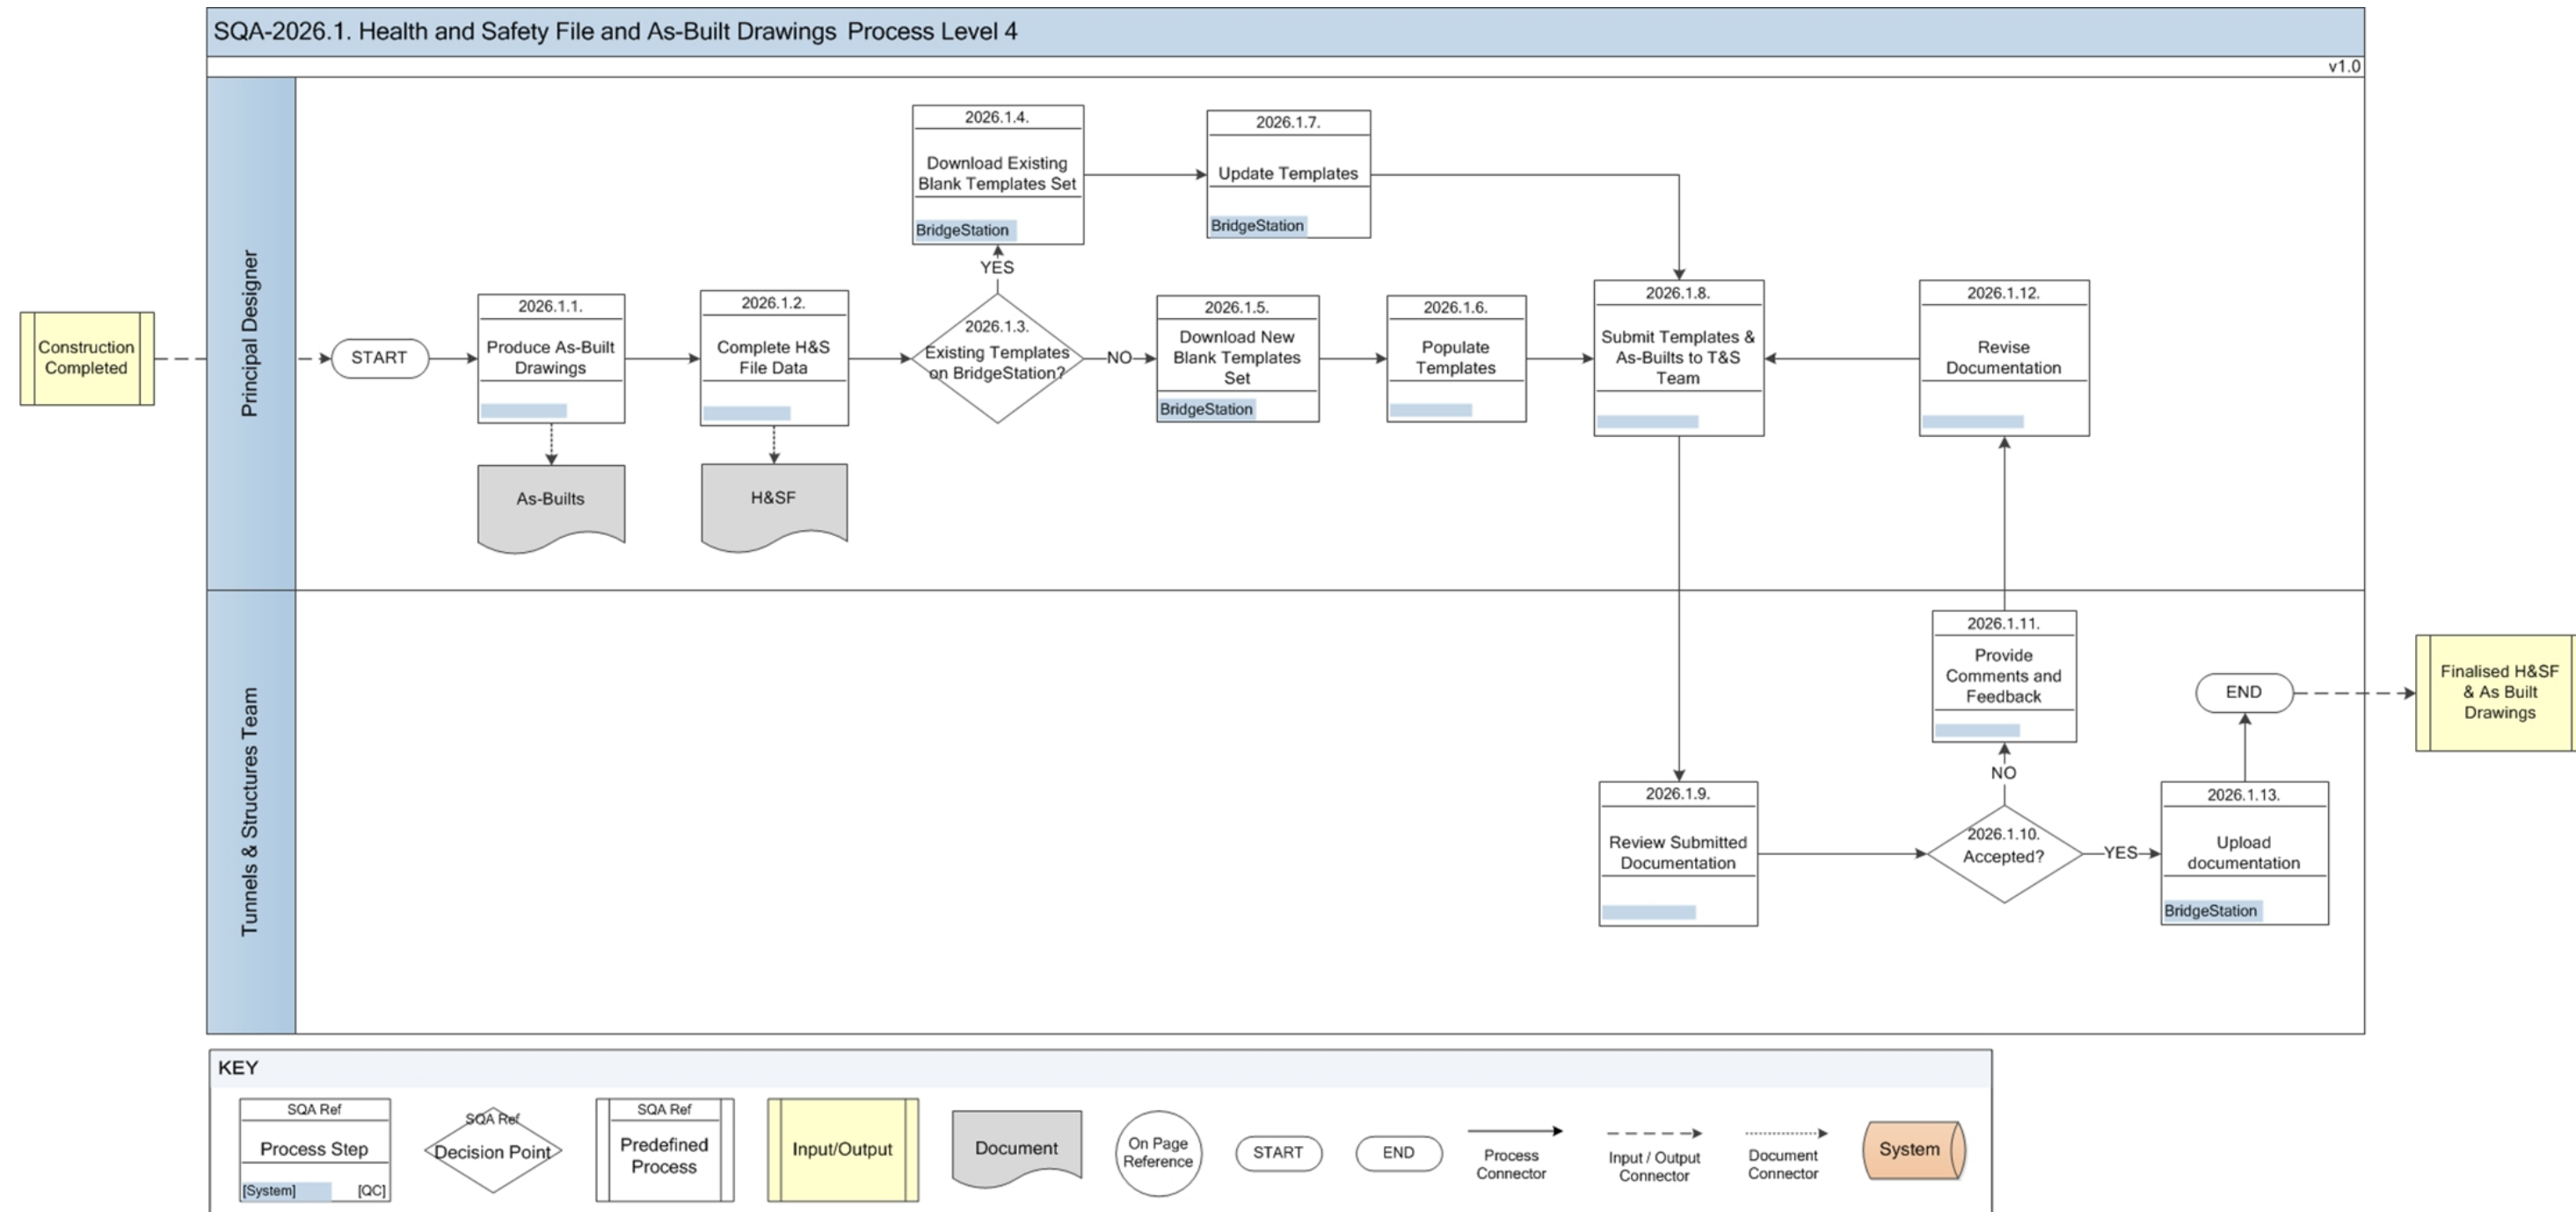 SQA-2026.1. Health and Safety File and As-Built Drawings Process Level 4
v1.0
Principal Designer
Construction
Completed
START
2026.1.1.
Produce As-Built
Drawings
As-Builts
2026.1.2.
Complete H&S
File Data
H&SF
2026.1.3.
Existing Templates
on BridgeStation?
YES
2026.1.4.
Download Existing
Blank Templates Set
BridgeStation
2026.1.7.
Update Templates
BridgeStation
NO
2026.1.5.
Download New
Blank Templates
Set
BridgeStation
2026.1.6.
Populate
Templates
2026.1.8.
Submit Templates &
As-Builts to T&S
Team
2026.1.12.
Revise
Documentation
Tunnels & Structures Team
2026.1.9.
Review Submitted
Documentation
2026.1.10.
Accepted?
NO
2026.1.11.
Provide
Comments and
Feedback
YES
2026.1.13.
Upload
documentation
BridgeStation
END
Finalised H&SF
& As Built
Drawings
KEY
SQA Ref
Process Step
[System] [QC]
SQA Ref
Decision Point
SQA Ref
Predefined
Process
Input/Output
Document
On Page
Reference
START
END
Process
Connector
Input / Output
Connector
Document
Connector
System